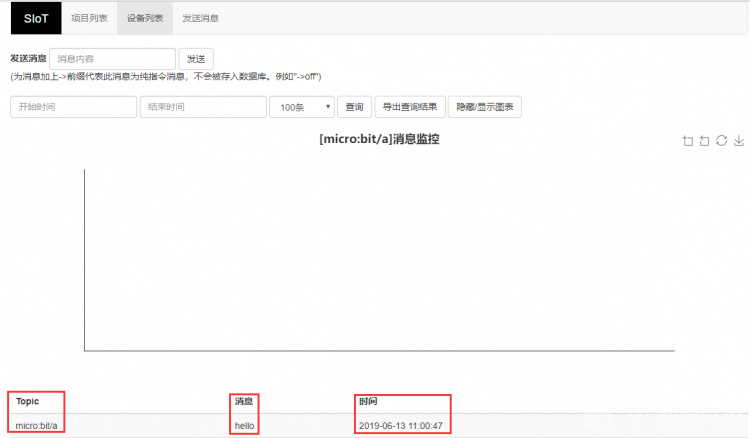 SIoT 项目列表 设备列表 发送消息
发送消息 消息内容 发送
(为消息加上->前缀代表此消息为纯指令消息，不会被存入数据库。例如"->off")
开始时间 结束时间 100条 查询 导出查询结果 隐藏/显示图表
[micro:bit/a]消息监控
Topic 消息 时间
micro:bit/a hello 2019-06-13 11:00:47